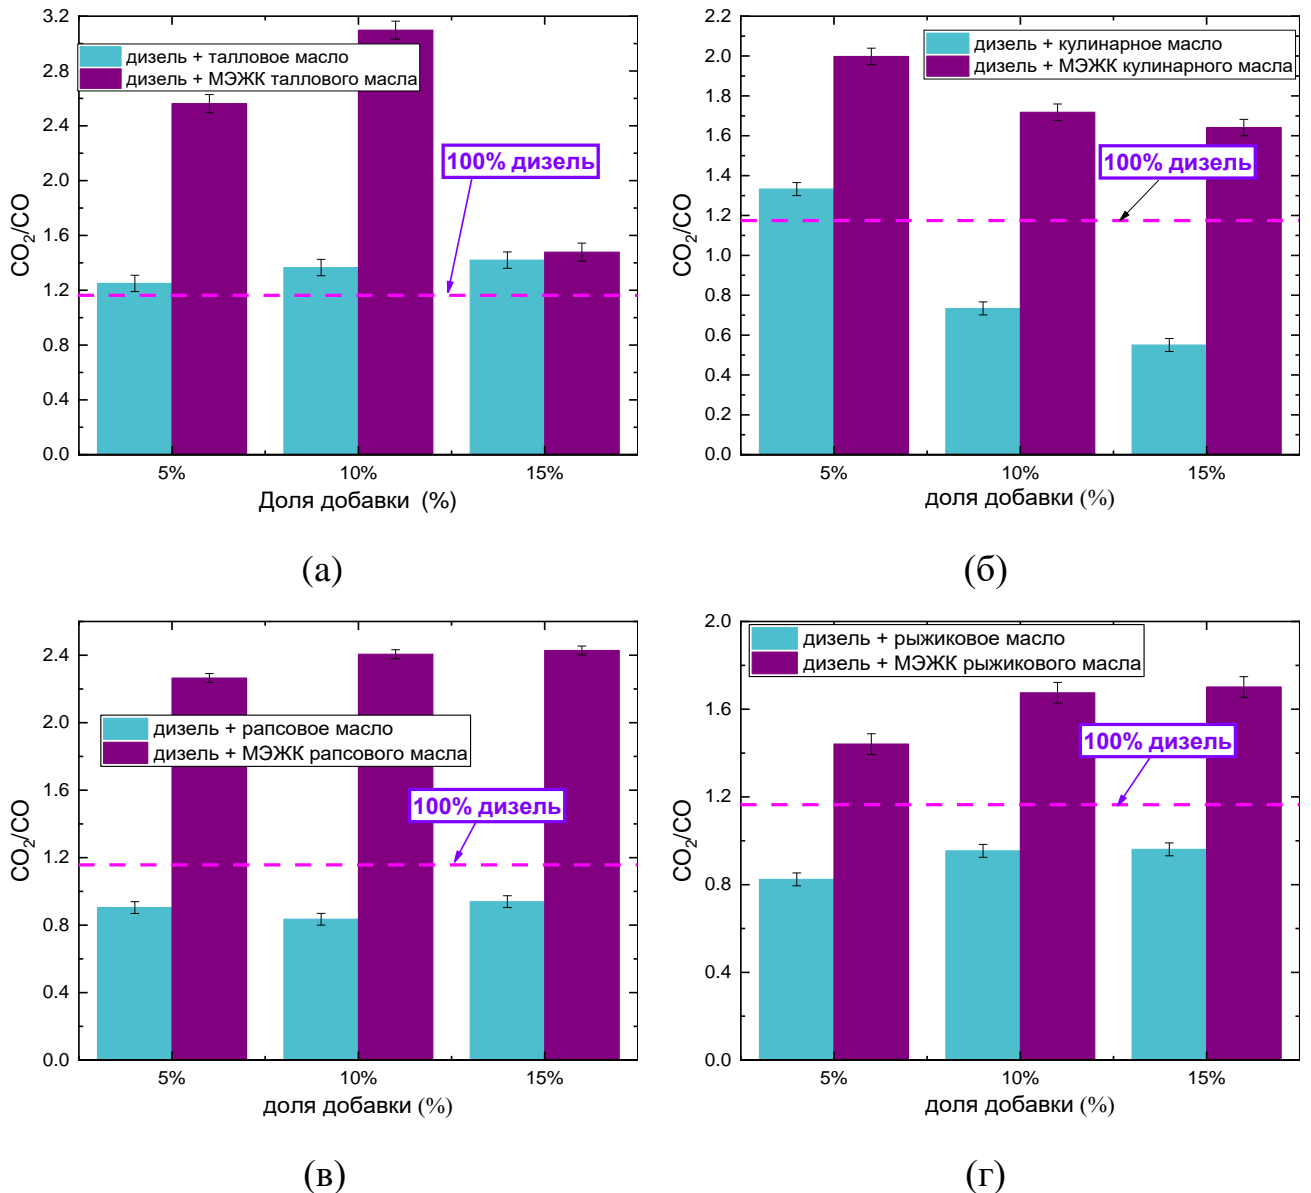 3.2
2.8
2.4
2.0
1.6
1.2
0.8
0.4
0.0
CO₂/CO
дизель + талловое масло
дизель + МЭЖК таллового масла
100% дизель
5%
10%
15%
Доля добавки (%)
(а)
2.2
2.0
1.8
1.6
1.4
1.2
1.0
0.8
0.6
0.4
0.2
0.0
CO₂/CO
дизель + кулинарное масло
дизель + МЭЖК кулинарного масла
100% дизель
5%
10%
15%
доля добавки (%)
(б)
2.4
2.0
1.6
1.2
0.8
0.4
0.0
CO₂/CO
дизель + рапсовое масло
дизель + МЭЖК рапсового масла
100% дизель
5%
10%
15%
доля добавки (%)
(в)
2.0
1.6
1.2
0.8
0.4
0.0
CO₂/CO
дизель + рыжиковое масло
дизель + МЭЖК рыжикового масла
100% дизель
5%
10%
15%
доля добавки (%)
(г)